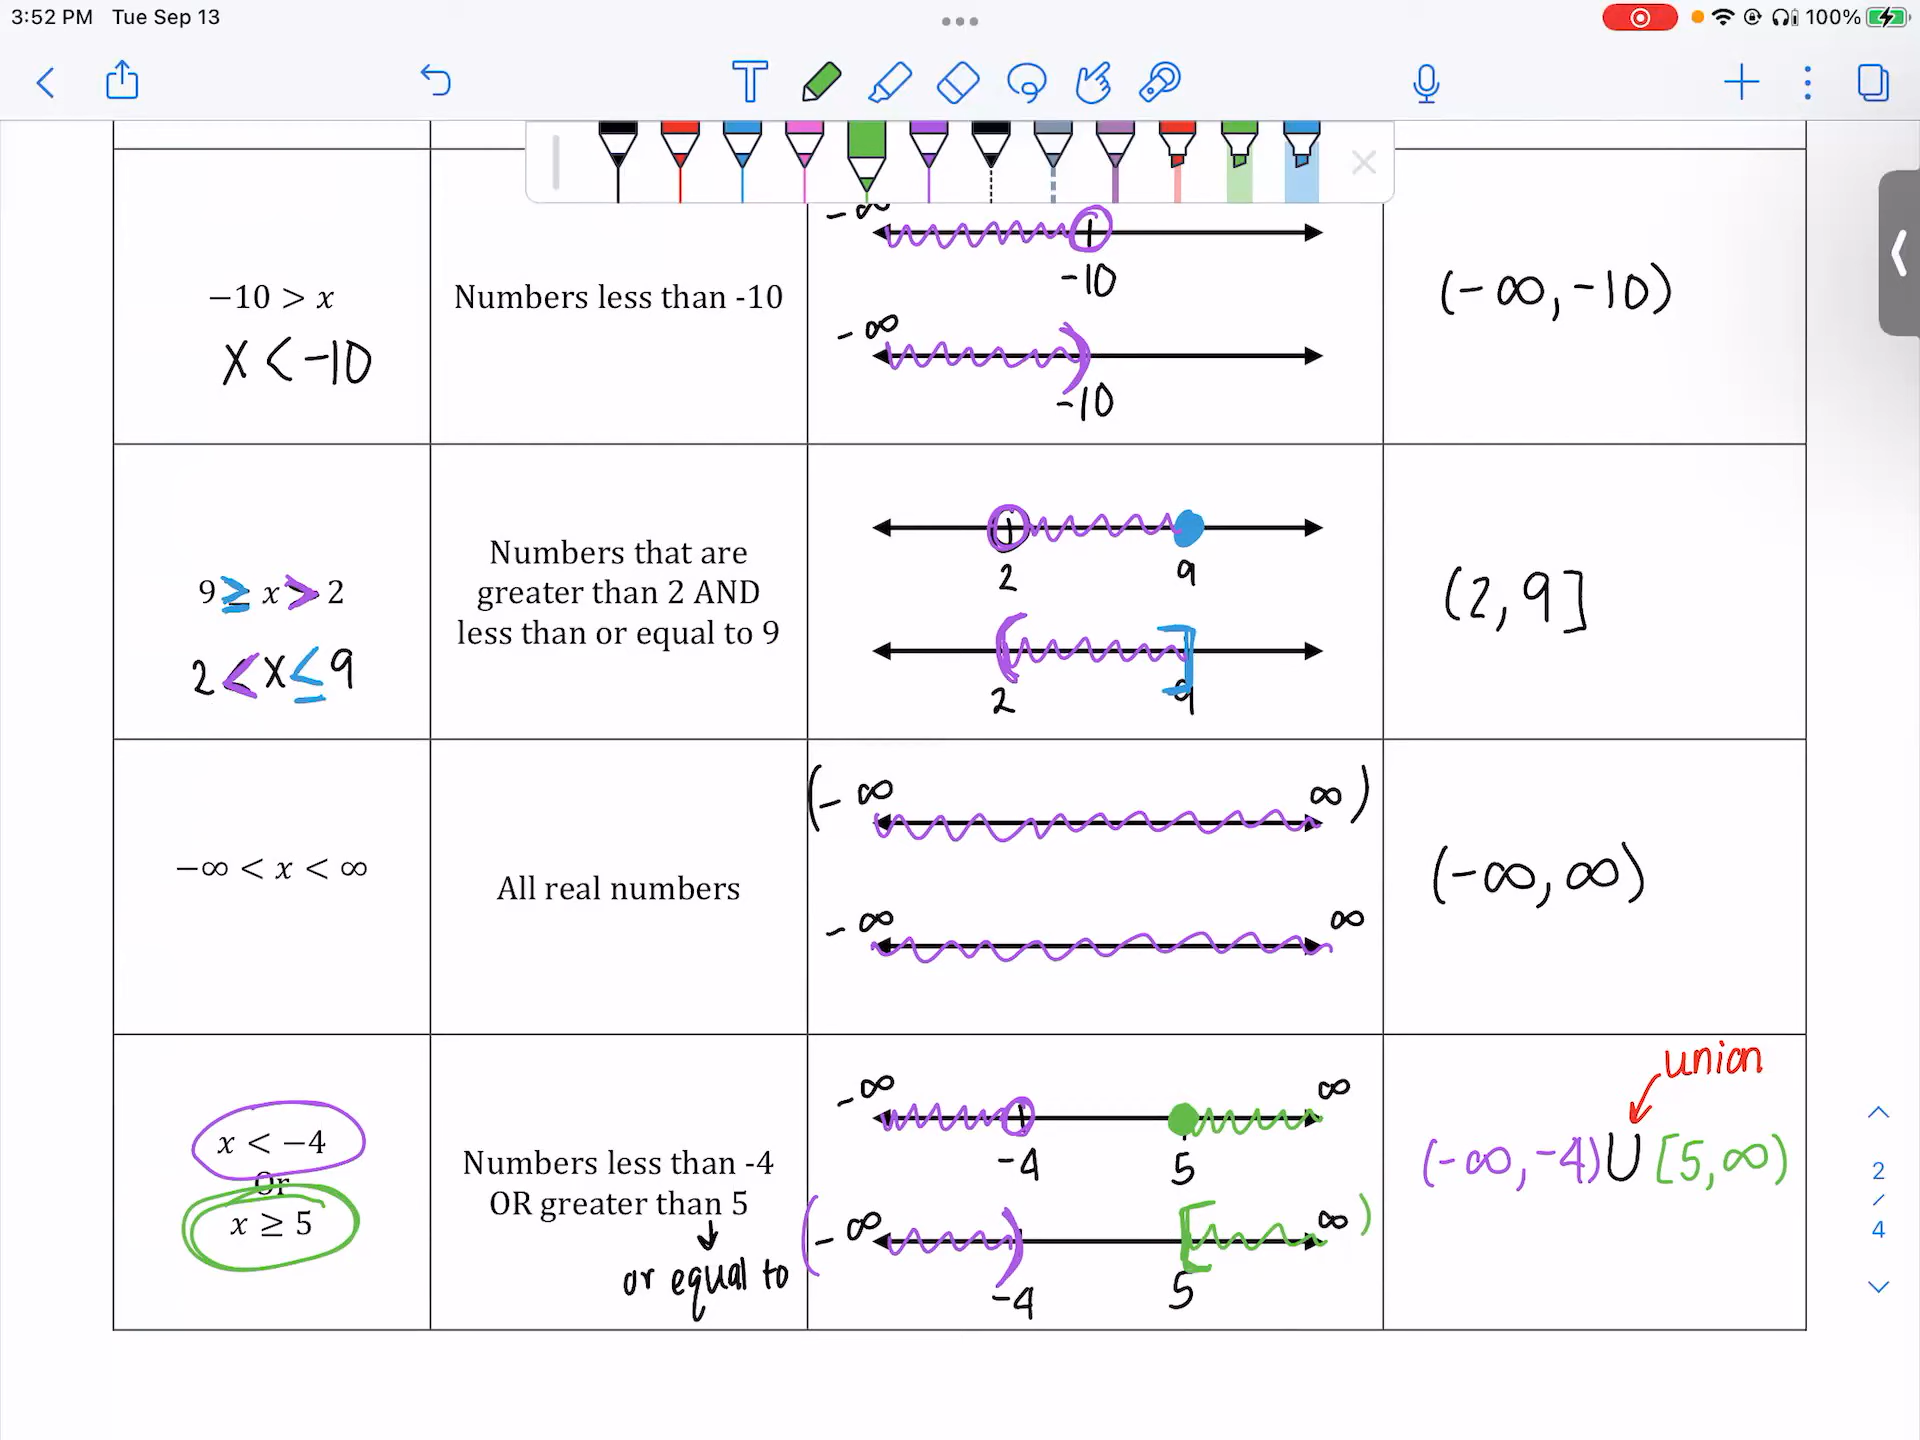 3:52 PM Tue Sep 13
100%
−10 > x
x < -10
Numbers less than -10
-∞
-10
-∞
-10
(-∞, -10)
9 ≥ x > 2
2 < x ≤ 9
Numbers that are
greater than 2 AND
less than or equal to 9
2 9
2 9
(2, 9]
−∞ < x < ∞
All real numbers
(-∞ ∞)
-∞ ∞
(-∞, ∞)
x < −4
Or
x ≥ 5
Numbers less than -4
OR greater than 5
or equal to
-∞ ∞
-4 5
(-∞ ) [ ∞)
-4 5
union
(-∞, -4) ∪ [5, ∞)
2
/
4